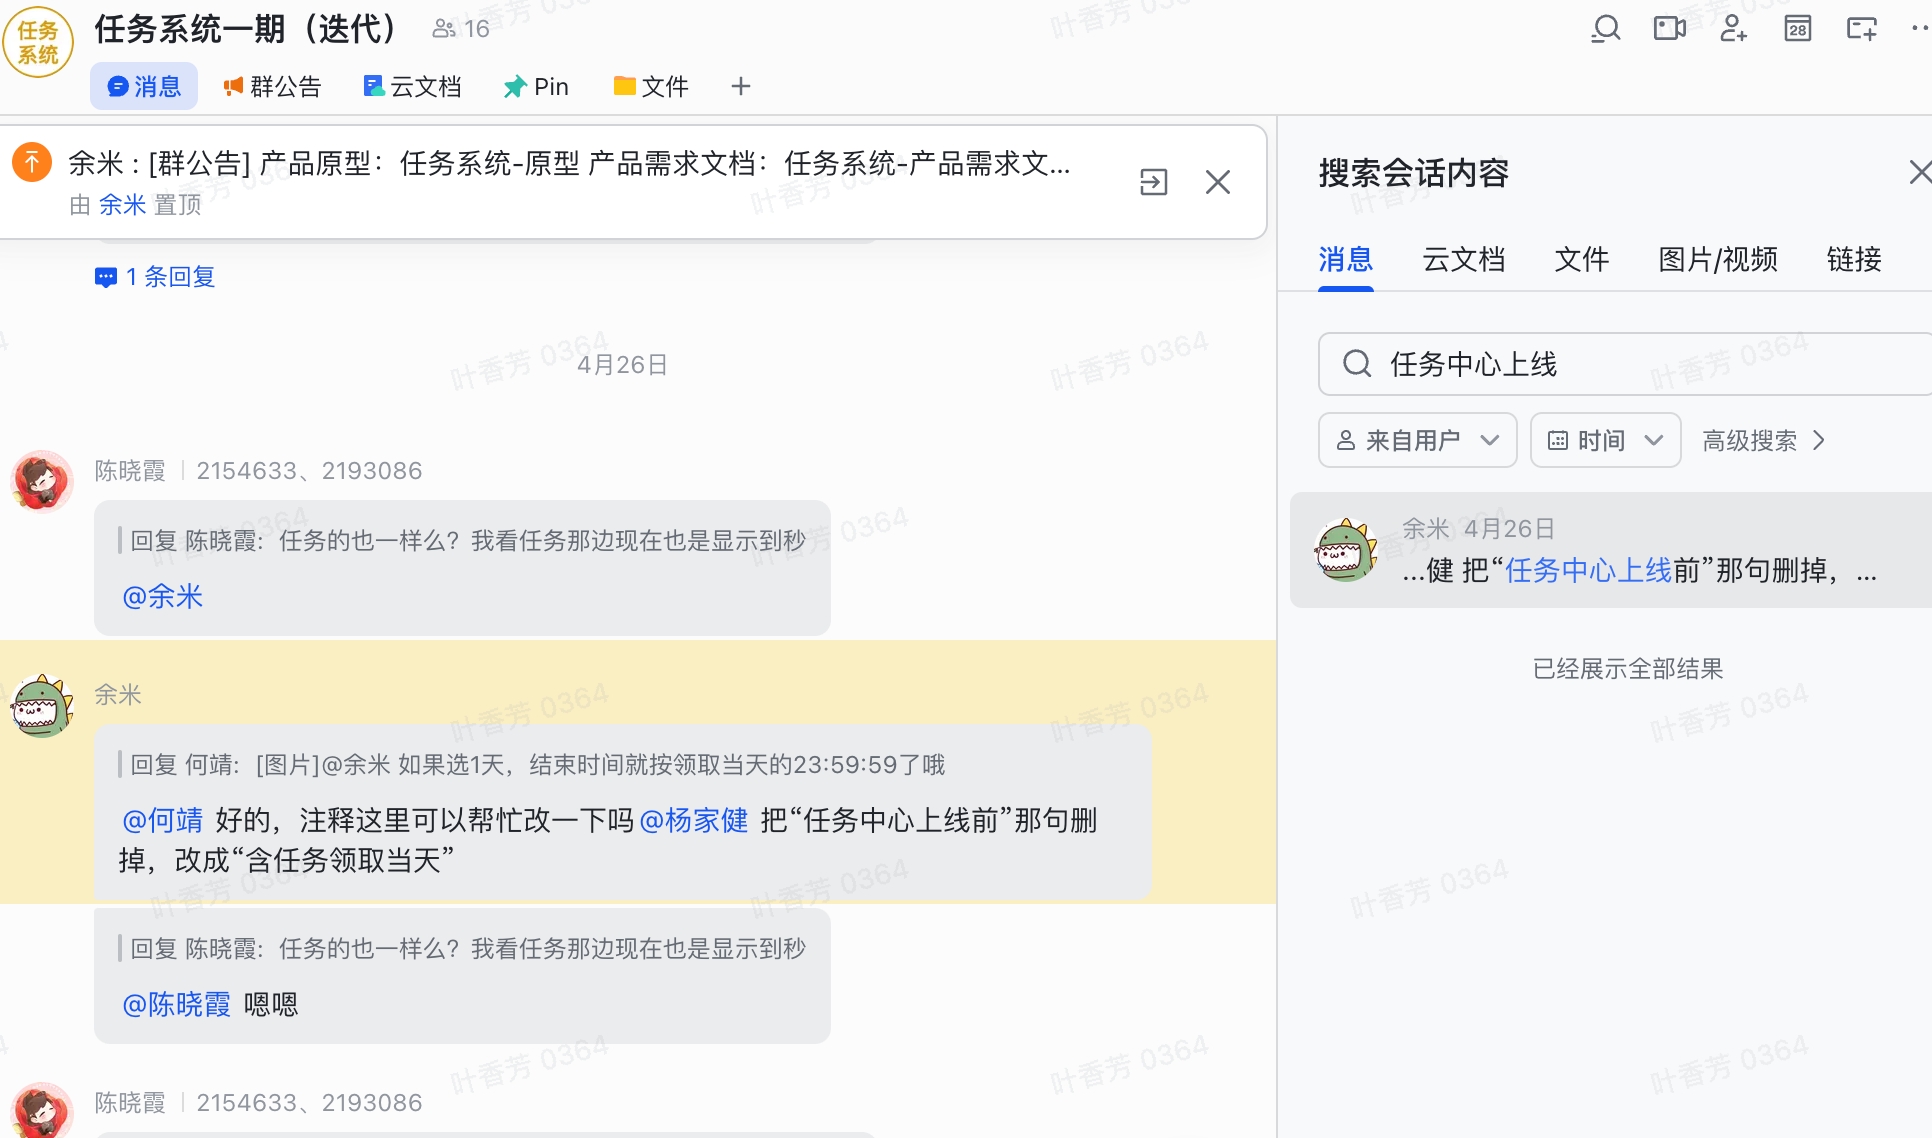 任务
系统
任务系统一期（迭代）
16
28
消息
群公告
云文档
Pin
文件
余米 : [群公告] 产品原型：任务系统-原型 产品需求文档：任务系统-产品需求文...
由 余米 置顶
1 条回复
4月26日
陈晓霞 | 2154633、2193086
回复 陈晓霞：任务的也一样么？我看任务那边现在也是显示到秒
@余米
余米
回复 何靖：[图片]@余米 如果选1天，结束时间就按领取当天的23:59:59了哦
@何靖 好的，注释这里可以帮忙改一下吗@杨家健 把“任务中心上线前”那句删
掉，改成“含任务领取当天”
回复 陈晓霞：任务的也一样么？我看任务那边现在也是显示到秒
@陈晓霞 嗯嗯
陈晓霞 | 2154633、2193086
搜索会话内容
消息
云文档
文件
图片/视频
链接
任务中心上线
来自用户
时间
高级搜索
余米 4月26日
...健 把“任务中心上线前”那句删掉，...
已经展示全部结果
叶香芳 0364